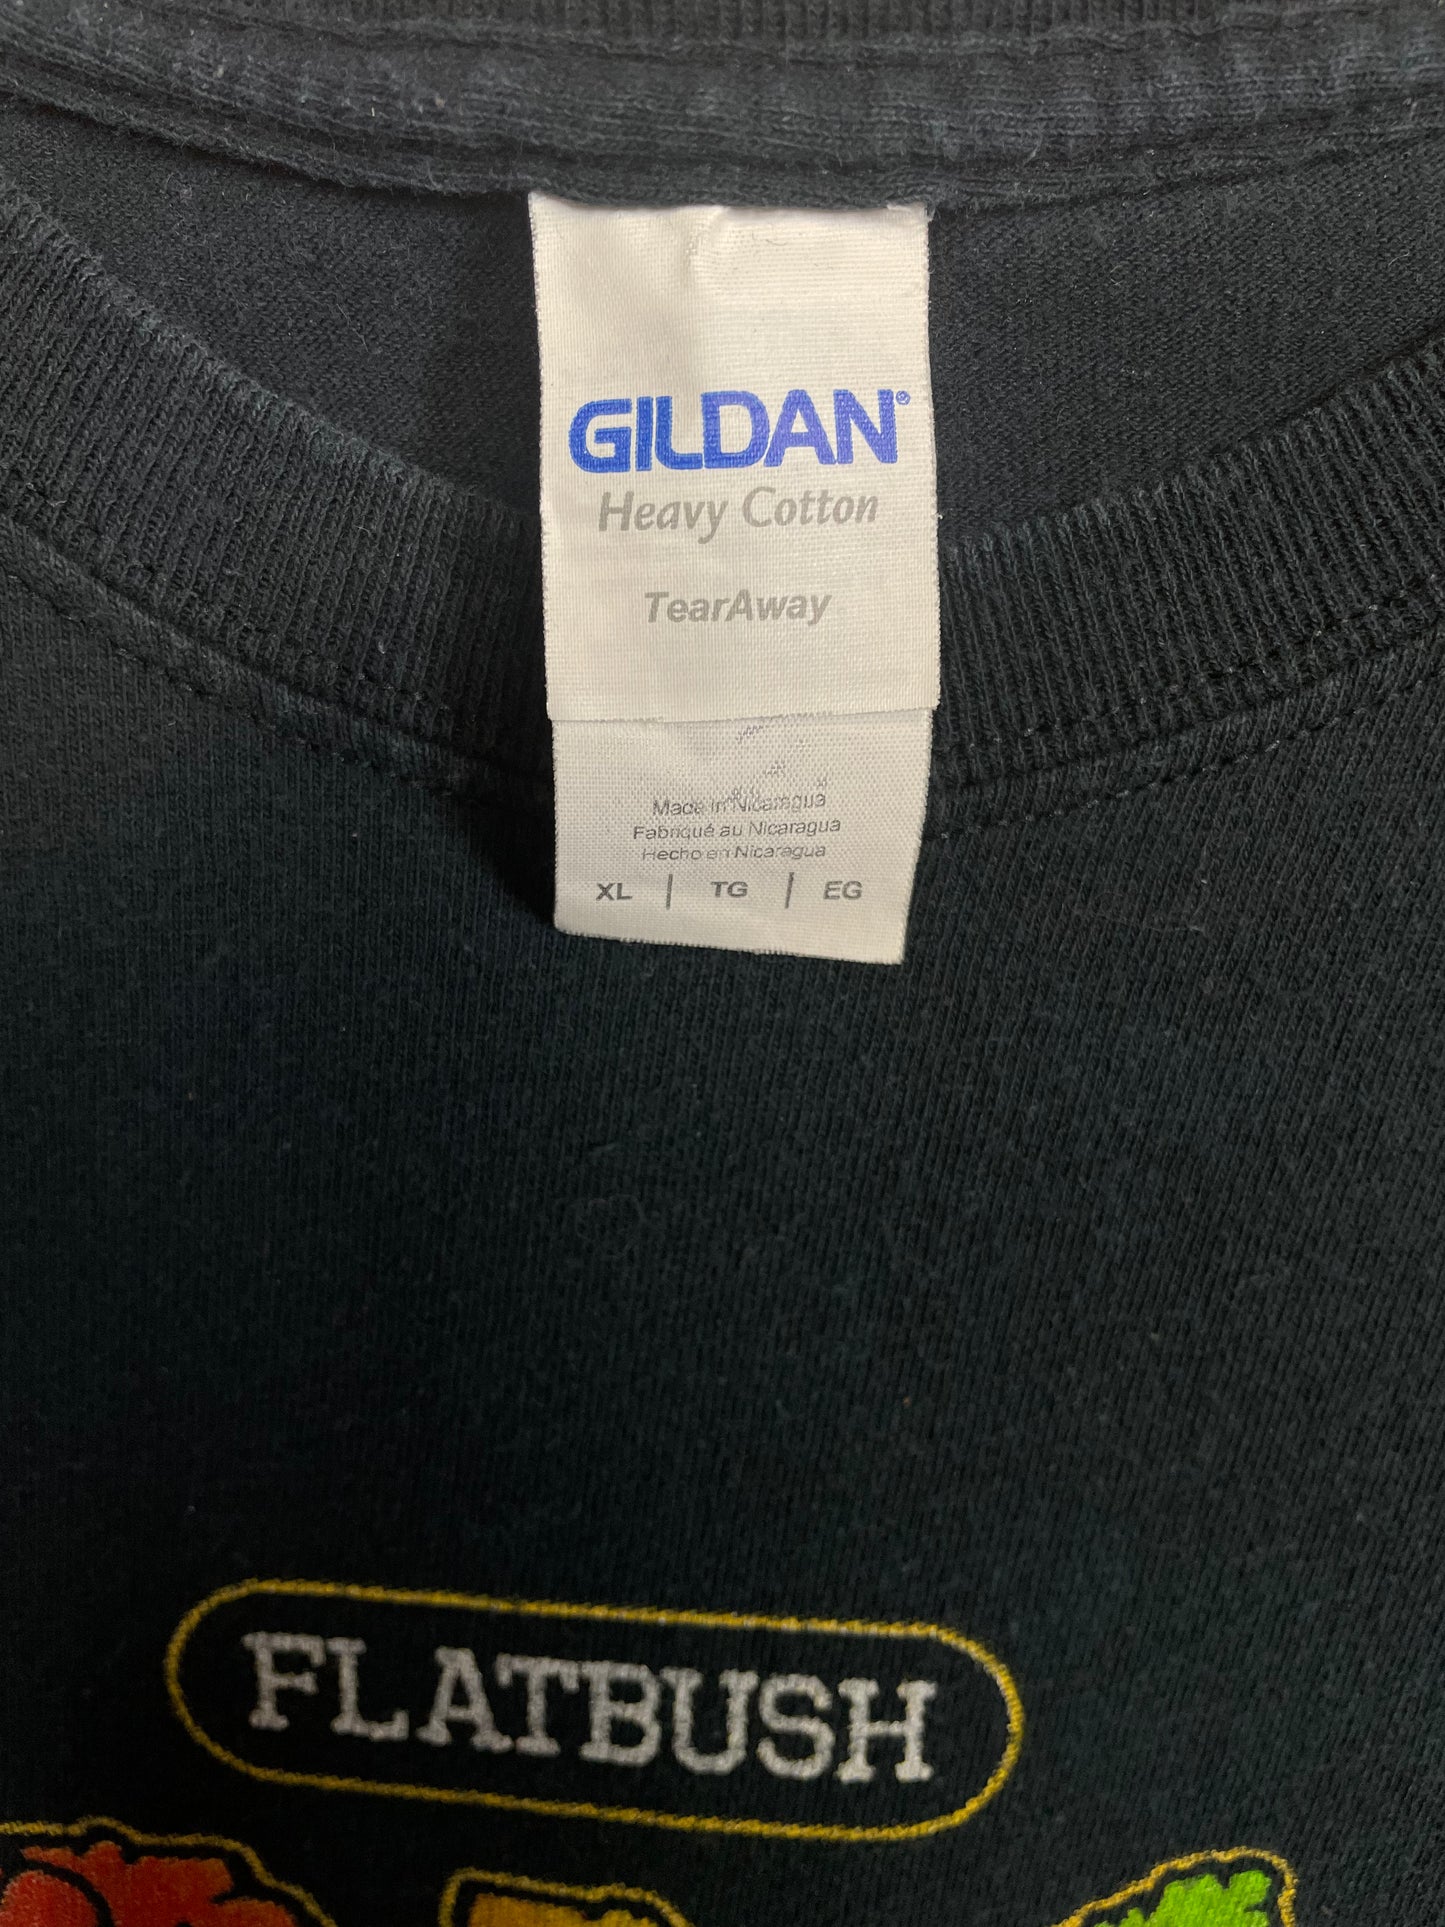 GILDAN®
Heavy Cotton
TearAway
Made in Nicaragua
Fabriqué au Nicaragua
Hecho en Nicaragua
XL | TG | EG
FLATBUSH